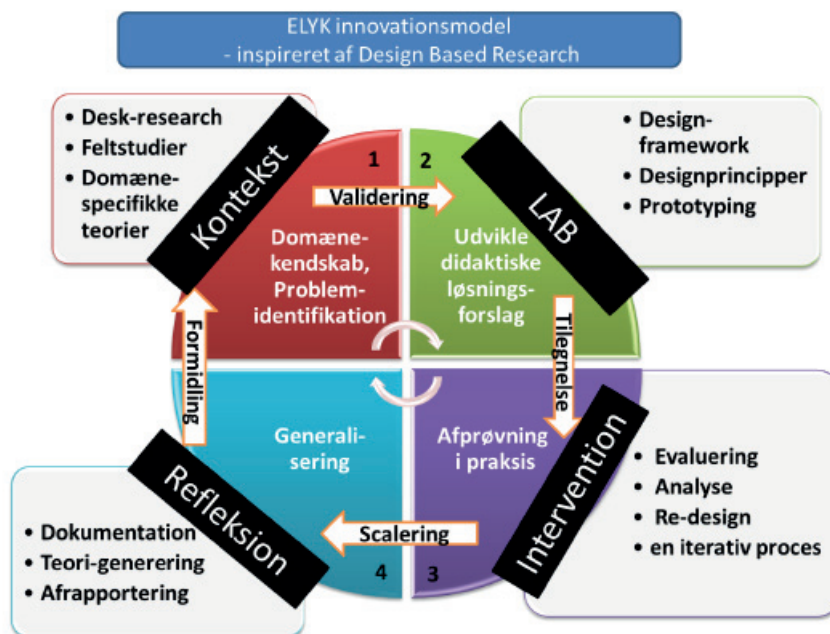 ELYK innovationsmodel
- inspireret af Design Based Research
• Desk-research
• Feltstudier
• Domæne-
specifikke
teorier
Kontekst
1
Domæne-
kendskab,
Problem-
identifikation
Validering
2
Udvikle
didaktiske
løsnings-
forslag
LAB
• Design-
framework
• Designprincipper
• Prototyping
Tilegnelse
Afprøvning
i praksis
3
Intervention
• Evaluering
• Analyse
• Re-design
• en iterativ proces
Scalering
Generali-
sering
4
Refleksion
• Dokumentation
• Teori-generering
• Afrapportering
Formidling